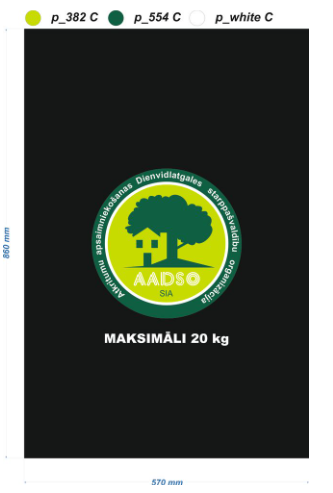 p_382 C p_554 C p_white C
860 mm
Atkritumu apsaimniekošanas Dienvidlatgales starppašvaldību organizācija
AADSO
SIA
MAKSIMĀLI 20 kg
570 mm